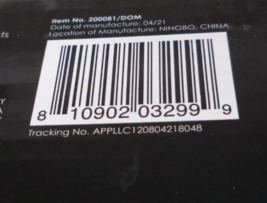 Item No. 200081/DOM
Date of manufacture: 04/21
Location of Manufacture: NINGBO, CHINA
8 10902 03299 9
Tracking No. APPLLC120804218048